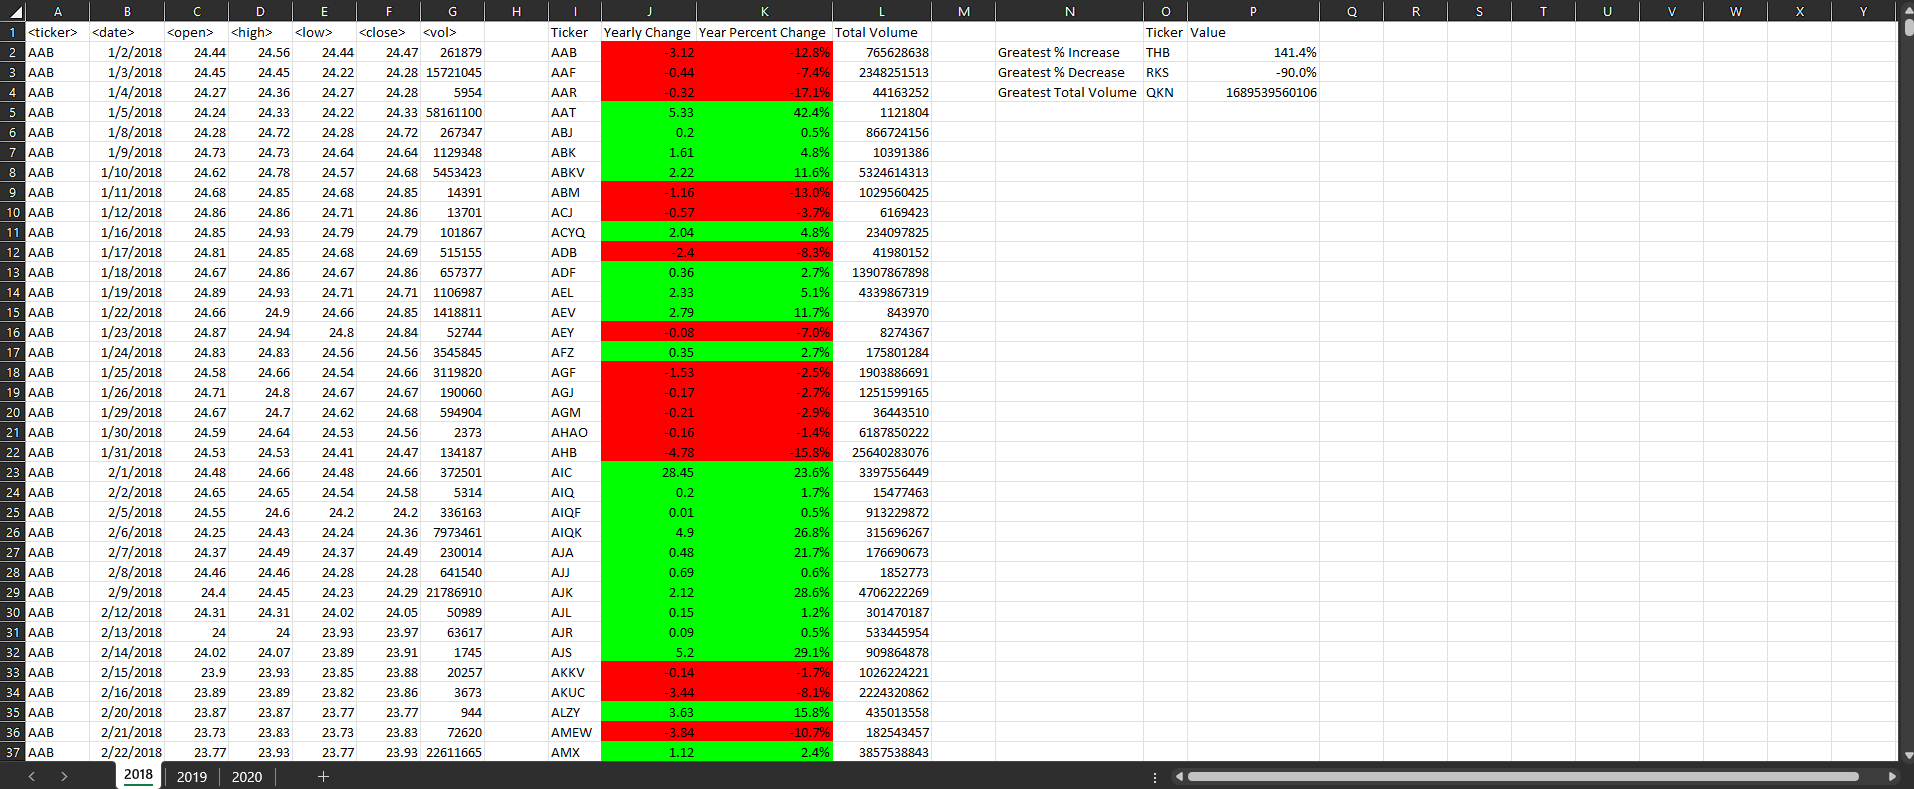 A B C D E F G H I J K L M N O P Q R S T U V W X Y
1 <ticker> <date> <open> <high> <low> <close> <vol> Ticker Yearly Change Year Percent Change Total Volume Ticker Value
2 AAB 1/2/2018 24.44 24.56 24.44 24.47 261879 AAB -3.12 -12.8% 765628638 Greatest % Increase THB 141.4%
3 AAB 1/3/2018 24.45 24.45 24.22 24.28 15721045 AAF -0.44 -7.4% 2348251513 Greatest % Decrease RKS -90.0%
4 AAB 1/4/2018 24.27 24.36 24.27 24.28 5954 AAR -0.32 -17.1% 44163252 Greatest Total Volume QKN 1689539560106
5 AAB 1/5/2018 24.24 24.33 24.22 24.33 58161100 AAT 5.33 42.4% 1121804
6 AAB 1/8/2018 24.28 24.72 24.28 24.72 267347 ABJ 0.2 0.5% 866724156
7 AAB 1/9/2018 24.73 24.73 24.64 24.64 1129348 ABK 1.61 4.8% 10391386
8 AAB 1/10/2018 24.62 24.78 24.57 24.68 5453423 ABKV 2.22 11.6% 5324614313
9 AAB 1/11/2018 24.68 24.85 24.68 24.85 14391 ABM -1.16 -13.0% 1029560425
10 AAB 1/12/2018 24.86 24.86 24.71 24.86 13701 ACJ -0.57 -3.7% 6169423
11 AAB 1/16/2018 24.85 24.93 24.79 24.79 101867 ACYQ 2.04 4.8% 234097825
12 AAB 1/17/2018 24.81 24.85 24.68 24.69 515155 ADB -2.4 -8.3% 41980152
13 AAB 1/18/2018 24.67 24.86 24.67 24.86 657377 ADF 0.36 2.7% 13907867898
14 AAB 1/19/2018 24.89 24.93 24.71 24.71 1106987 AEL 2.33 5.1% 4339867319
15 AAB 1/22/2018 24.66 24.9 24.66 24.85 1418811 AEV 2.79 11.7% 843970
16 AAB 1/23/2018 24.87 24.94 24.8 24.84 52744 AEY -0.08 -7.0% 8274367
17 AAB 1/24/2018 24.83 24.83 24.56 24.56 3545845 AFZ 0.35 2.7% 175801284
18 AAB 1/25/2018 24.58 24.66 24.54 24.66 3119820 AGF -1.53 -2.5% 1903886691
19 AAB 1/26/2018 24.71 24.8 24.67 24.67 190060 AGJ -0.17 -2.7% 1251599165
20 AAB 1/29/2018 24.67 24.7 24.62 24.68 594904 AGM -0.21 -2.9% 36443510
21 AAB 1/30/2018 24.59 24.64 24.53 24.56 2373 AHAO -0.16 -1.4% 6187850222
22 AAB 1/31/2018 24.53 24.53 24.41 24.47 134187 AHB -4.78 -15.8% 25640283076
23 AAB 2/1/2018 24.48 24.66 24.48 24.66 372501 AIC 28.45 23.6% 3397556449
24 AAB 2/2/2018 24.65 24.65 24.54 24.58 5314 AIQ 0.2 1.7% 15477463
25 AAB 2/5/2018 24.55 24.6 24.2 24.2 336163 AIQF 0.01 0.5% 913229872
26 AAB 2/6/2018 24.25 24.43 24.24 24.36 7973461 AIQK 4.9 26.8% 315696267
27 AAB 2/7/2018 24.37 24.49 24.37 24.49 230014 AJA 0.48 21.7% 176690673
28 AAB 2/8/2018 24.46 24.46 24.28 24.28 641540 AJJ 0.69 0.6% 1852773
29 AAB 2/9/2018 24.4 24.45 24.23 24.29 21786910 AJK 2.12 28.6% 4706222269
30 AAB 2/12/2018 24.31 24.31 24.02 24.05 50989 AJL 0.15 1.2% 301470187
31 AAB 2/13/2018 24 24 23.93 23.97 63617 AJR 0.09 0.5% 533445954
32 AAB 2/14/2018 24.02 24.07 23.89 23.91 1745 AJS 5.2 29.1% 909864878
33 AAB 2/15/2018 23.9 23.93 23.85 23.88 20257 AKKV -0.14 -1.7% 1026224221
34 AAB 2/16/2018 23.89 23.89 23.82 23.86 3673 AKUC -3.44 -8.1% 2224320862
35 AAB 2/20/2018 23.87 23.87 23.77 23.77 944 ALZY 3.63 15.8% 435013558
36 AAB 2/21/2018 23.73 23.83 23.73 23.83 72620 AMEW -3.84 -10.7% 182543457
37 AAB 2/22/2018 23.77 23.93 23.77 23.93 22611665 AMX 1.12 2.4% 3857538843
2018 2019 2020